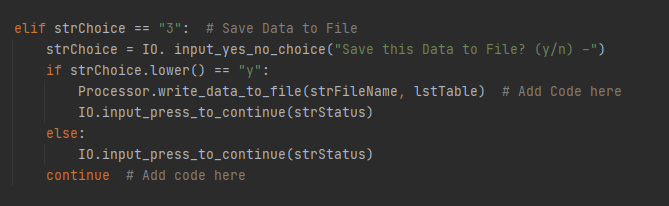 elif strChoice == "3":  # Save Data to File
    strChoice = IO. input_yes_no_choice("Save this Data to File? (y/n) -")
    if strChoice.lower() == "y":
        Processor.write_data_to_file(strFileName, lstTable)  # Add Code here
        IO.input_press_to_continue(strStatus)
    else:
        IO.input_press_to_continue(strStatus)
    continue  # Add code here